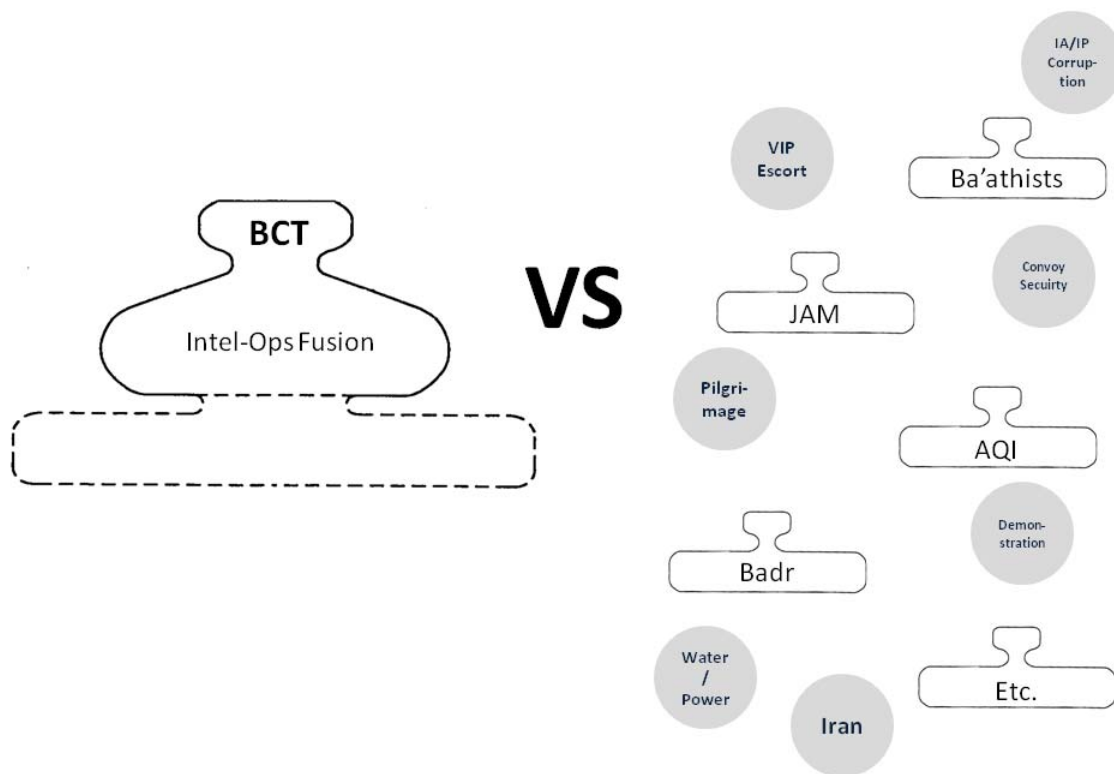 BCT
Intel-Ops Fusion
VS
IA/IP
Corrup-
tion
VIP
Escort
Ba'athists
Convoy
Secuirty
JAM
Pilgri-
mage
AQI
Demon-
stration
Badr
Water
/
Power
Etc.
Iran